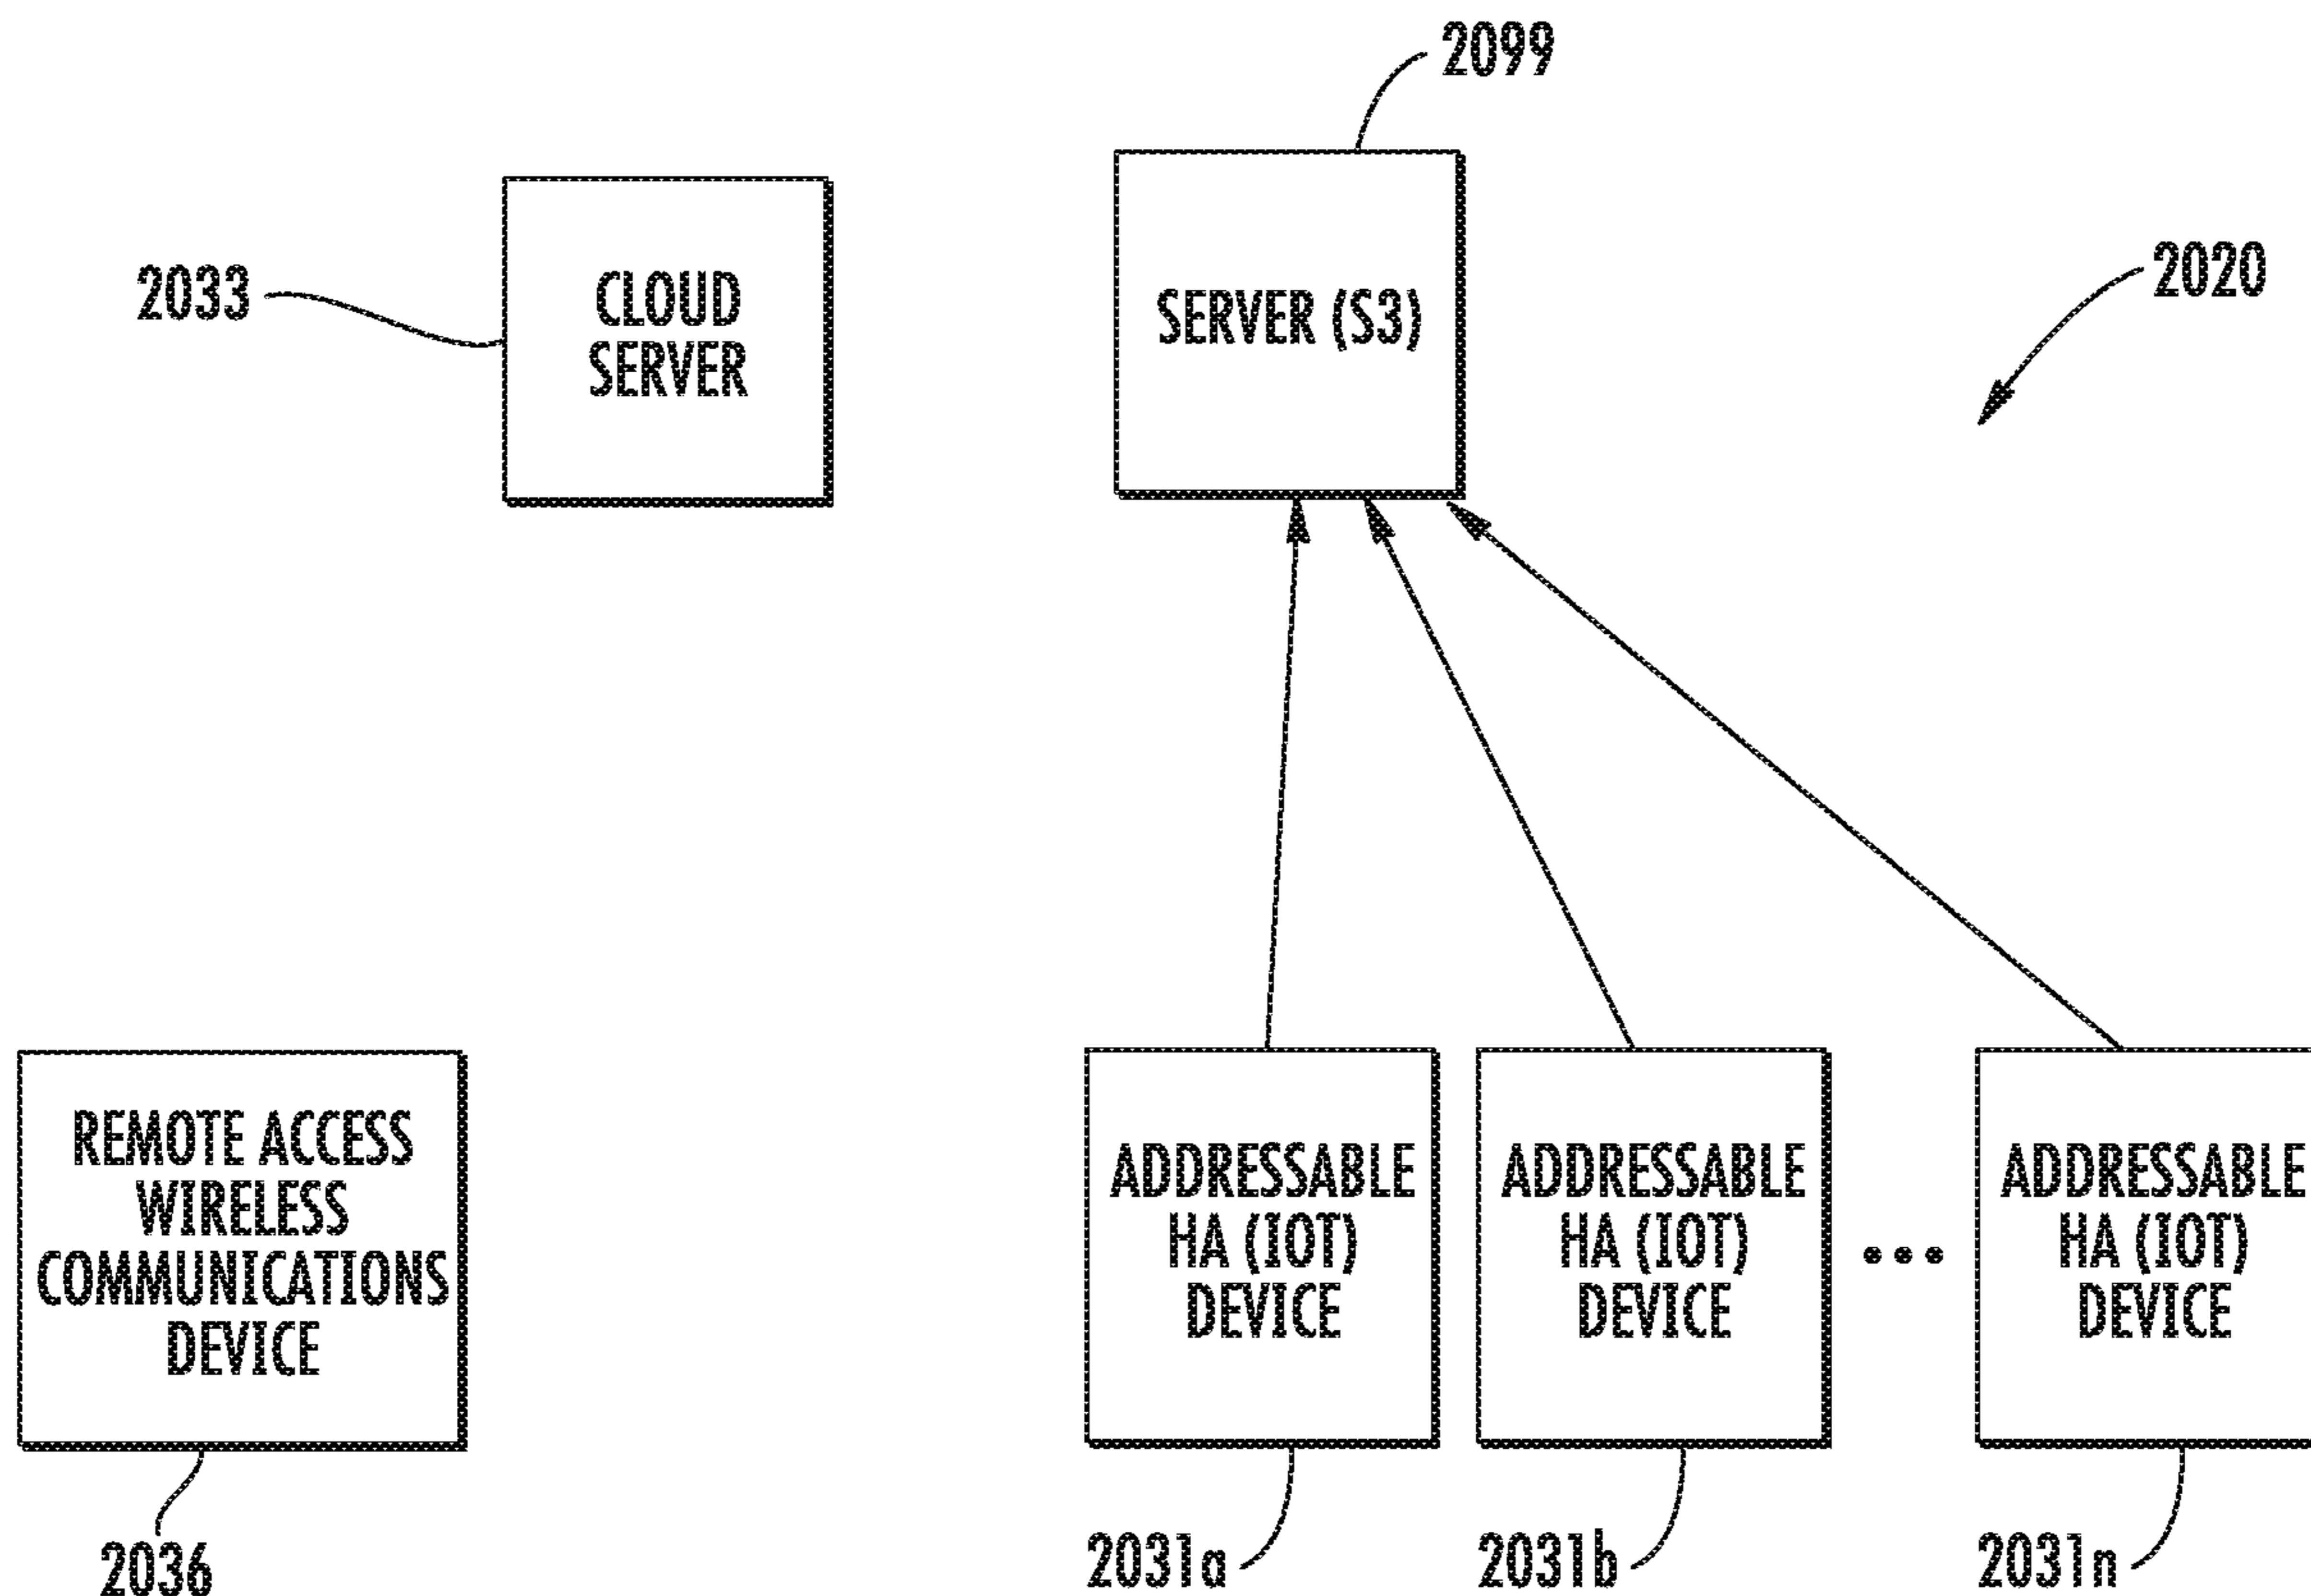 2099
2033
CLOUD
SERVER
SERVER (S3)
2020
REMOTE ACCESS
WIRELESS
COMMUNICATIONS
DEVICE
ADDRESSABLE
HA (IOT)
DEVICE
ADDRESSABLE
HA (IOT)
DEVICE
•••
ADDRESSABLE
HA (IOT)
DEVICE
2036
2031a
2031b
2031n